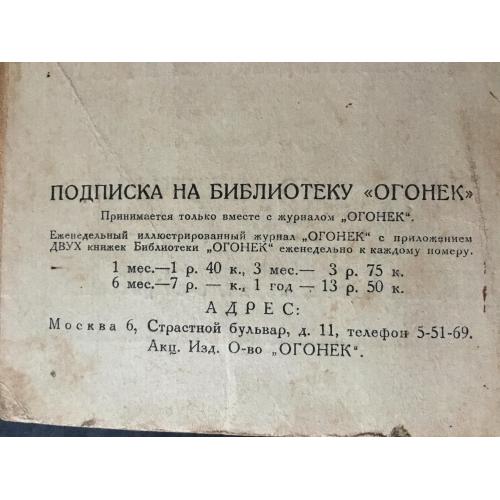 ПОДПИСКА НА БИБЛИОТЕКУ «ОГОНЕК»
Принимается только вместе с журналом „ОГОНЕК“.
Еженедельный иллюстрированный журнал „ОГОНЕК“ с приложением
ДВУХ книжек Библиотеки „ОГОНЕК“ еженедельно к каждому номеру.
1 мес.—1 р. 40 к., 3 мес.— 3 р. 75 к.
6 мес.—7 р. — к., 1 год — 13 р. 50 к.
АДРЕС:
Москва 6, Страстной бульвар, д. 11, телефон 5-51-69.
Акц. Изд. О-во „ОГОНЕК“.